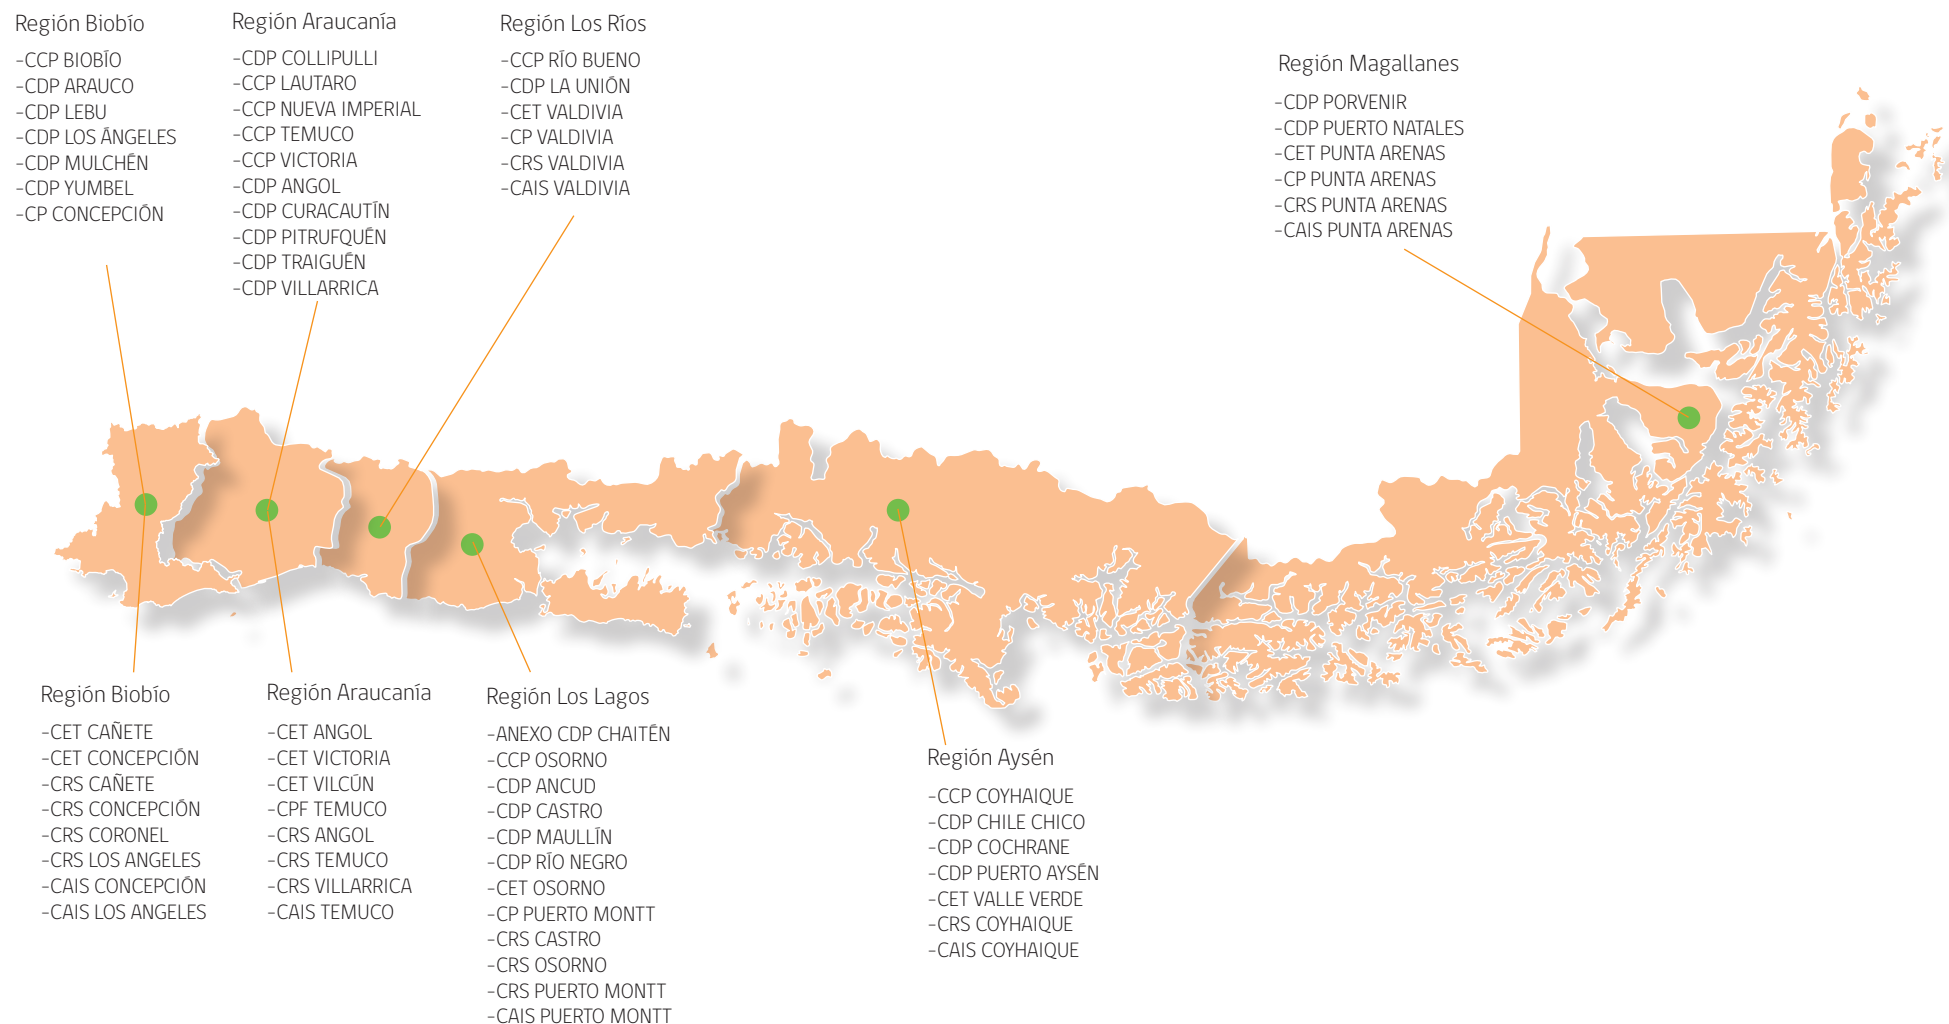 Región Biobío
-CCP BIOBÍO
-CDP ARAUCO
-CDP LEBU
-CDP LOS ÁNGELES
-CDP MULCHÉN
-CDP YUMBEL
-CP CONCEPCIÓN
Región Araucanía
-CDP COLLIPULLI
-CCP LAUTARO
-CCP NUEVA IMPERIAL
-CCP TEMUCO
-CCP VICTORIA
-CDP ANGOL
-CDP CURACAUTÍN
-CDP PITRUFQUÉN
-CDP TRAIGUÉN
-CDP VILLARRICA
Región Los Ríos
-CCP RÍO BUENO
-CDP LA UNIÓN
-CET VALDIVIA
-CP VALDIVIA
-CRS VALDIVIA
-CAIS VALDIVIA
Región Magallanes
-CDP PORVENIR
-CDP PUERTO NATALES
-CET PUNTA ARENAS
-CP PUNTA ARENAS
-CRS PUNTA ARENAS
-CAIS PUNTA ARENAS
Región Biobío
-CET CAÑETE
-CET CONCEPCIÓN
-CRS CAÑETE
-CRS CONCEPCIÓN
-CRS CORONEL
-CRS LOS ANGELES
-CAIS CONCEPCIÓN
-CAIS LOS ANGELES
Región Araucanía
-CET ANGOL
-CET VICTORIA
-CET VILCÚN
-CPF TEMUCO
-CRS ANGOL
-CRS TEMUCO
-CRS VILLARRICA
-CAIS TEMUCO
Región Los Lagos
-ANEXO CDP CHAITÉN
-CCP OSORNO
-CDP ANCUD
-CDP CASTRO
-CDP MAULLÍN
-CDP RÍO NEGRO
-CET OSORNO
-CP PUERTO MONTT
-CRS CASTRO
-CRS OSORNO
-CRS PUERTO MONTT
-CAIS PUERTO MONTT
Región Aysén
-CCP COYHAIQUE
-CDP CHILE CHICO
-CDP COCHRANE
-CDP PUERTO AYSÉN
-CET VALLE VERDE
-CRS COYHAIQUE
-CAIS COYHAIQUE